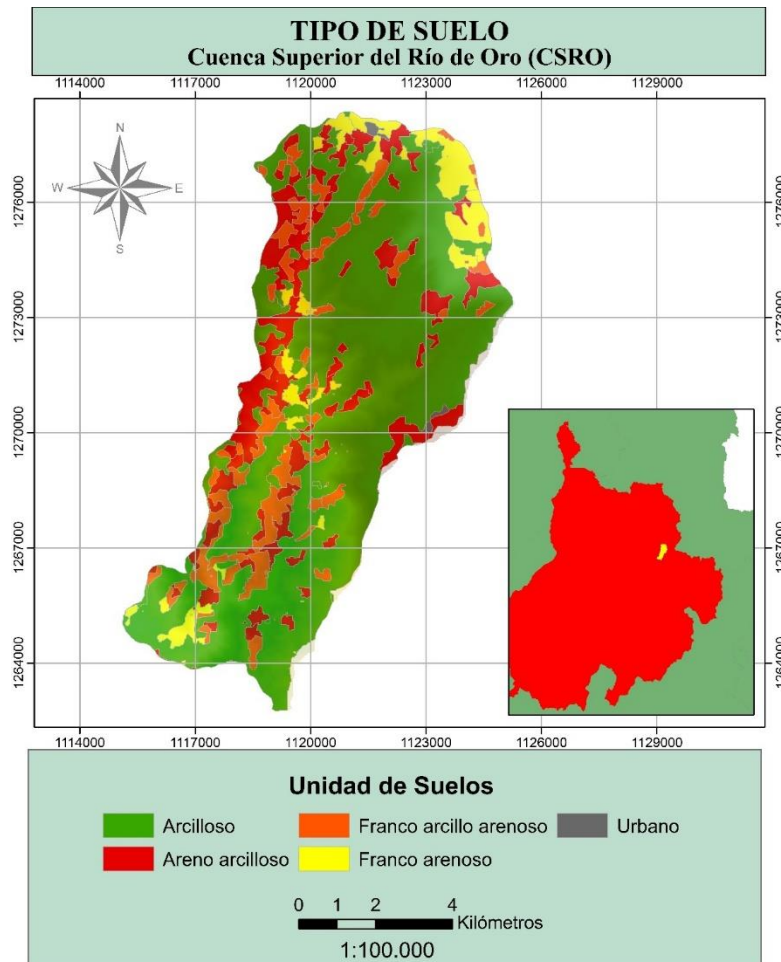 TIPO DE SUELO
Cuenca Superior del Río de Oro (CSRO)
1114000 1117000 1120000 1123000 1126000 1129000
N
W E
S
1276000 1276000
1273000 1273000
1270000 1270000
1267000 1267000
1264000 1264000
1114000 1117000 1120000 1123000 1126000 1129000
Unidad de Suelos
Arcilloso Franco arcillo arenoso Urbano
Areno arcilloso Franco arenoso
0 1 2 4
Kilómetros
1:100.000